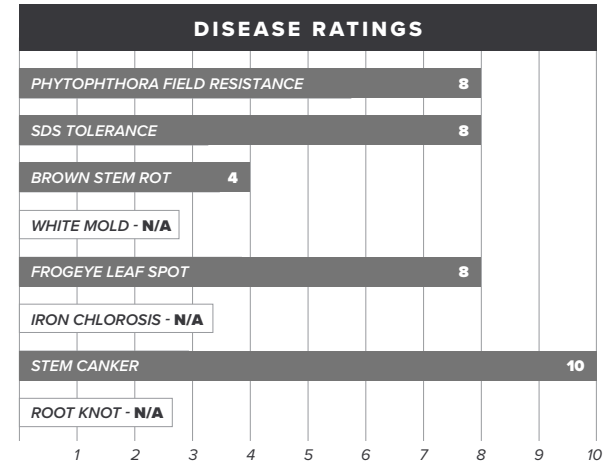 DISEASE RATINGS
PHYTOPHTHORA FIELD RESISTANCE 8
SDS TOLERANCE 8
BROWN STEM ROT 4
WHITE MOLD - N/A
FROGEYE LEAF SPOT 8
IRON CHLOROSIS - N/A
STEM CANKER 10
ROOT KNOT - N/A
1 2 3 4 5 6 7 8 9 10